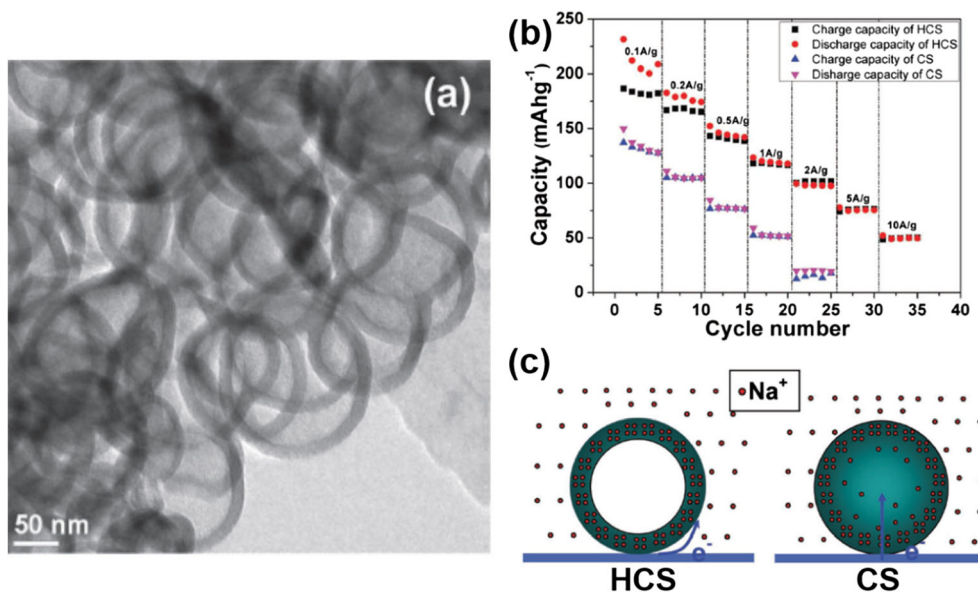 (a)
50 nm
(b)
Charge capacity of HCS
Discharge capacity of HCS
Charge capacity of CS
Disharge capacity of CS
Capacity (mAhg⁻¹)
250
200
150
100
50
0
0.1A/g
0.2A/g
0.5A/g
1A/g
2A/g
5A/g
10A/g
0 5 10 15 20 25 30 35 40
Cycle number
(c)
Na⁺
e⁻
e⁻
HCS
CS